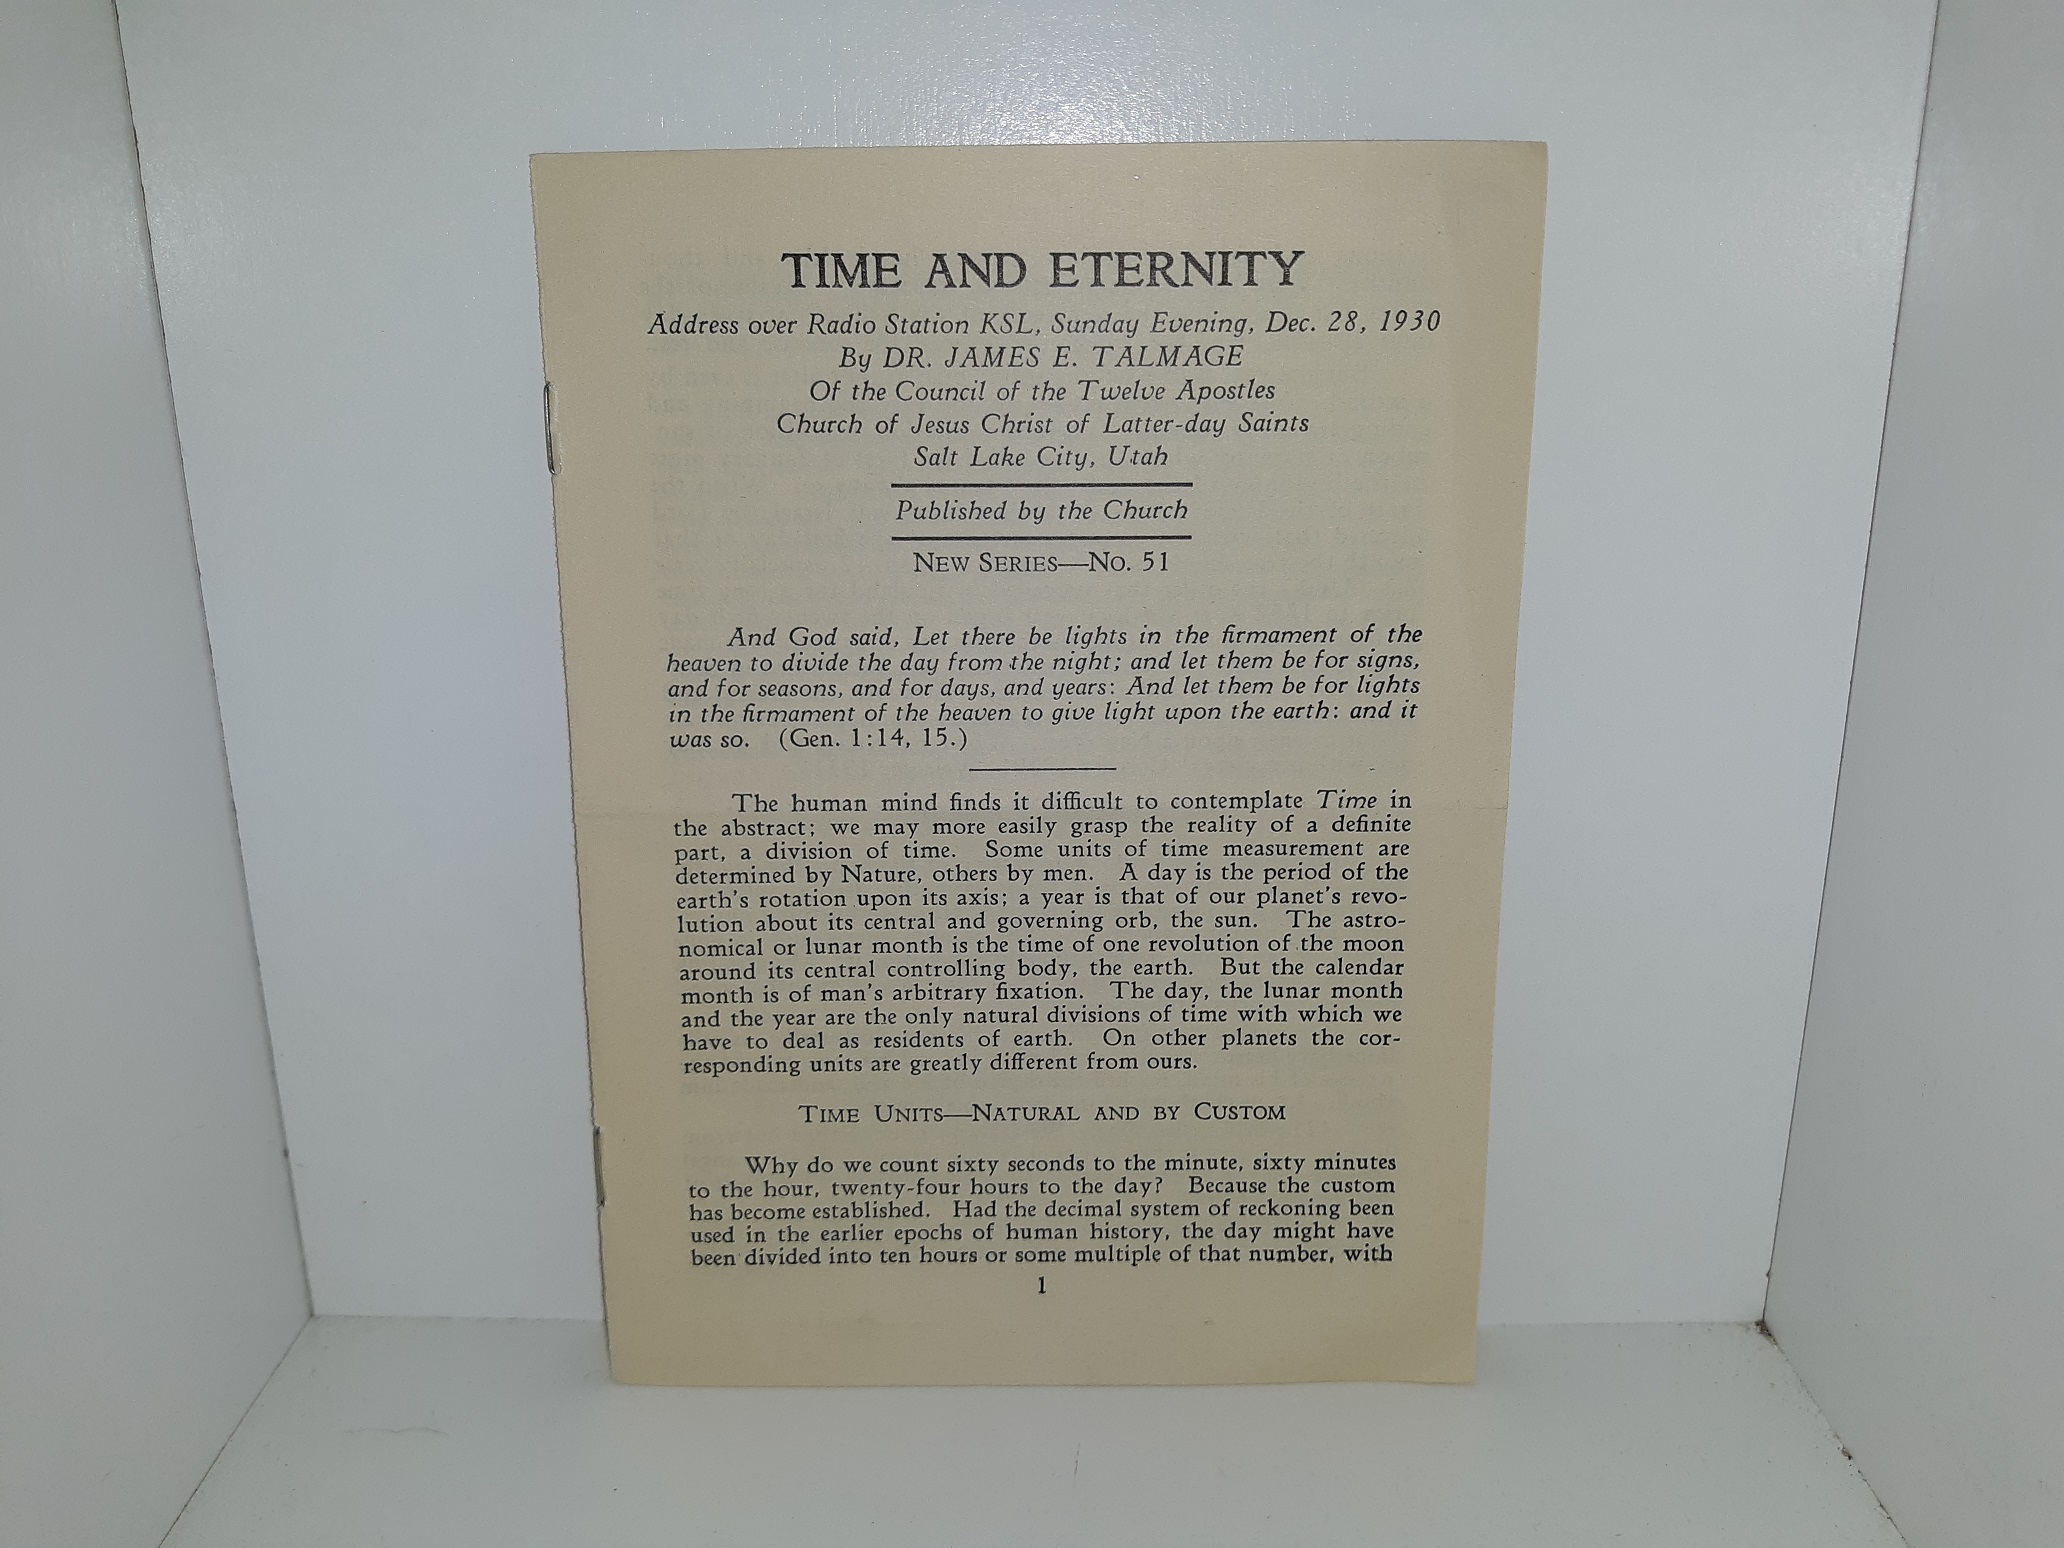 TIME AND ETERNITY
Address over Radio Station KSL, Sunday Evening, Dec. 28, 1930
By DR. JAMES E. TALMAGE
Of the Council of the Twelve Apostles
Church of Jesus Christ of Latter-day Saints
Salt Lake City, Utah
Published by the Church
NEW SERIES—NO. 51
And God said, Let there be lights in the firmament of the
heaven to divide the day from the night; and let them be for signs,
and for seasons, and for days, and years: And let them be for lights
in the firmament of the heaven to give light upon the earth: and it
was so. (Gen. 1:14, 15.)
The human mind finds it difficult to contemplate Time in
the abstract; we may more easily grasp the reality of a definite
part, a division of time. Some units of time measurement are
determined by Nature, others by men. A day is the period of the
earth's rotation upon its axis; a year is that of our planet's revo-
lution about its central and governing orb, the sun. The astro-
nomical or lunar month is the time of one revolution of the moon
around its central controlling body, the earth. But the calendar
month is of man's arbitrary fixation. The day, the lunar month
and the year are the only natural divisions of time with which we
have to deal as residents of earth. On other planets the cor-
responding units are greatly different from ours.
TIME UNITS—NATURAL AND BY CUSTOM
Why do we count sixty seconds to the minute, sixty minutes
to the hour, twenty-four hours to the day? Because the custom
has become established. Had the decimal system of reckoning been
used in the earlier epochs of human history, the day might have
been divided into ten hours or some multiple of that number, with
1